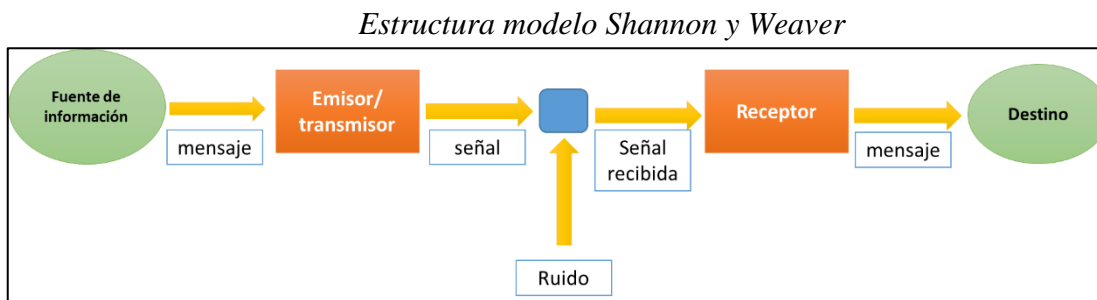 Estructura modelo Shannon y Weaver
Fuente de
información
mensaje
Emisor/
transmisor
señal
Señal
recibida
Receptor
mensaje
Destino
Ruido